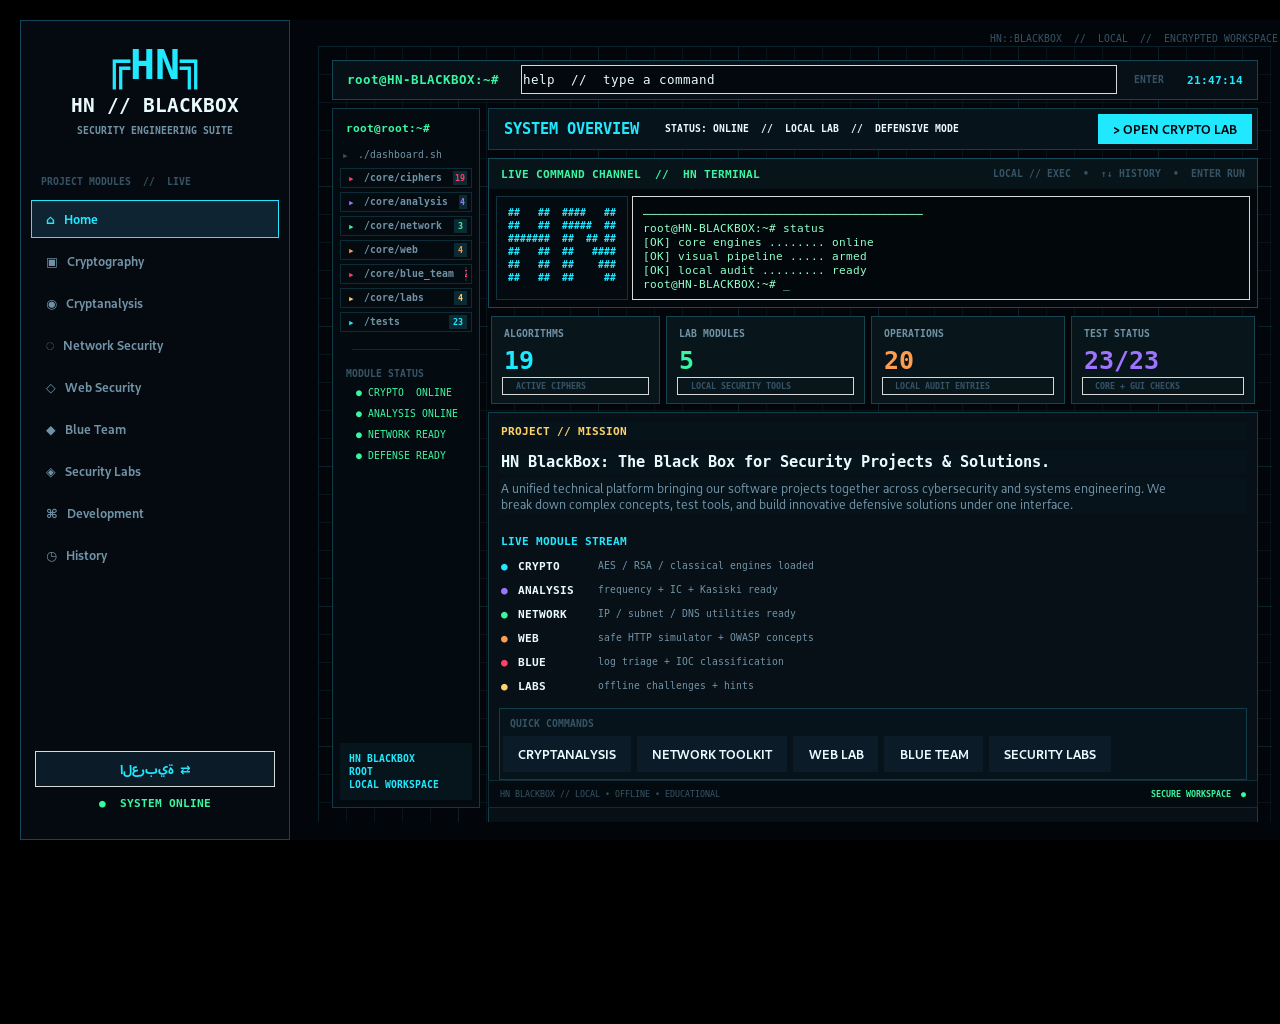 HN::BLACKBOX // LOCAL // ENCRYPTED WORKSPACE
╔HN╗
HN // BLACKBOX
SECURITY ENGINEERING SUITE
PROJECT MODULES // LIVE
⌂ Home
▣ Cryptography
◉ Cryptanalysis
◌ Network Security
◇ Web Security
◆ Blue Team
◈ Security Labs
⌘ Development
◷ History
العربية ⇄
● SYSTEM ONLINE
root@HN-BLACKBOX:~# help // type a command ENTER 21:47:14
root@root:~#
▸ ./dashboard.sh
▸ /core/ciphers 19
▸ /core/analysis 4
▸ /core/network 3
▸ /core/web 4
▸ /core/blue_team
▸ /core/labs 4
▸ /tests 23
MODULE STATUS
● CRYPTO ONLINE
● ANALYSIS ONLINE
● NETWORK READY
● DEFENSE READY
HN BLACKBOX
ROOT
LOCAL WORKSPACE
SYSTEM OVERVIEW STATUS: ONLINE // LOCAL LAB // DEFENSIVE MODE > OPEN CRYPTO LAB
LIVE COMMAND CHANNEL // HN TERMINAL LOCAL // EXEC • ↑↓ HISTORY • ENTER RUN
##   ##  ####   ##
##   ##  #####  ##
#######  ##  ## ##
##   ##  ##   ####
##   ##  ##    ###
##   ##  ##     ##
root@HN-BLACKBOX:~# status
[OK] core engines ........ online
[OK] visual pipeline ..... armed
[OK] local audit ......... ready
root@HN-BLACKBOX:~# _
ALGORITHMS
19
ACTIVE CIPHERS
LAB MODULES
5
LOCAL SECURITY TOOLS
OPERATIONS
20
LOCAL AUDIT ENTRIES
TEST STATUS
23/23
CORE + GUI CHECKS
PROJECT // MISSION
HN BlackBox: The Black Box for Security Projects & Solutions.
A unified technical platform bringing our software projects together across cybersecurity and systems engineering. We
break down complex concepts, test tools, and build innovative defensive solutions under one interface.
LIVE MODULE STREAM
● CRYPTO AES / RSA / classical engines loaded
● ANALYSIS frequency + IC + Kasiski ready
● NETWORK IP / subnet / DNS utilities ready
● WEB safe HTTP simulator + OWASP concepts
● BLUE log triage + IOC classification
● LABS offline challenges + hints
QUICK COMMANDS
CRYPTANALYSIS NETWORK TOOLKIT WEB LAB BLUE TEAM SECURITY LABS
HN BLACKBOX // LOCAL • OFFLINE • EDUCATIONAL SECURE WORKSPACE ●